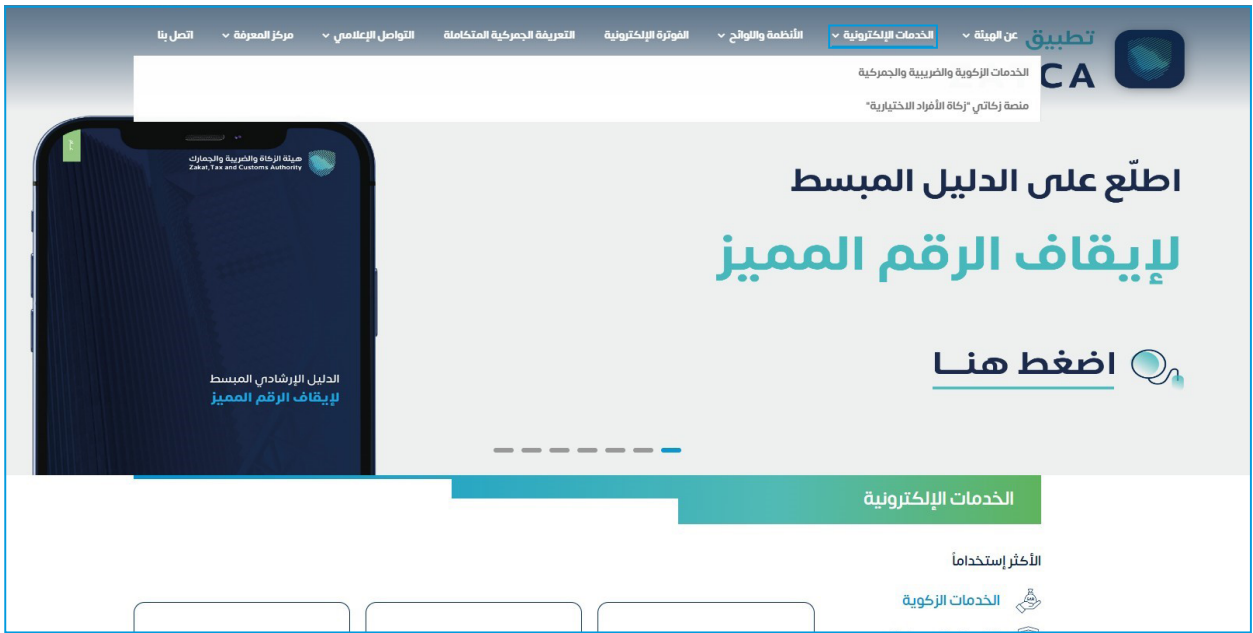 عن الهيئة
الخدمات الإلكترونية
الأنظمة واللوائح
الفوترة الإلكترونية
التعريفة الجمركية المتكاملة
التواصل الإعلامي
مركز المعرفة
اتصل بنا
تطبيق
CA
الخدمات الزكوية والضريبية والجمركية
منصة زكاتي "زكاة الأفراد الاختيارية"
هيئة الزكاة والضريبة والجمارك
Zakat, Tax and Customs Authority
اطلّع على الدليل المبسط
لإيقاف الرقم المميز
اضغط هنــا
الدليل الإرشادي المبسط
لإيقاف الرقم المميز
الخدمات الإلكترونية
الأكثر إستخداماً
الخدمات الزكوية